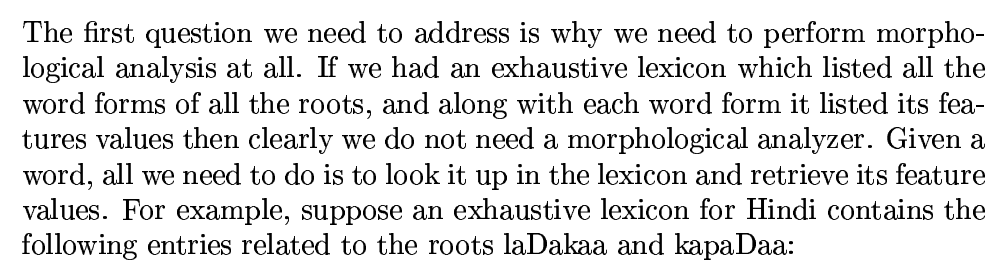 The first question we need to address is why we need to perform morpho-
logical analysis at all. If we had an exhaustive lexicon which listed all the
word forms of all the roots, and along with each word form it listed its fea-
tures values then clearly we do not need a morphological analyzer. Given a
word, all we need to do is to look it up in the lexicon and retrieve its feature
values. For example, suppose an exhaustive lexicon for Hindi contains the
following entries related to the roots laDakaa and kapaDaa: